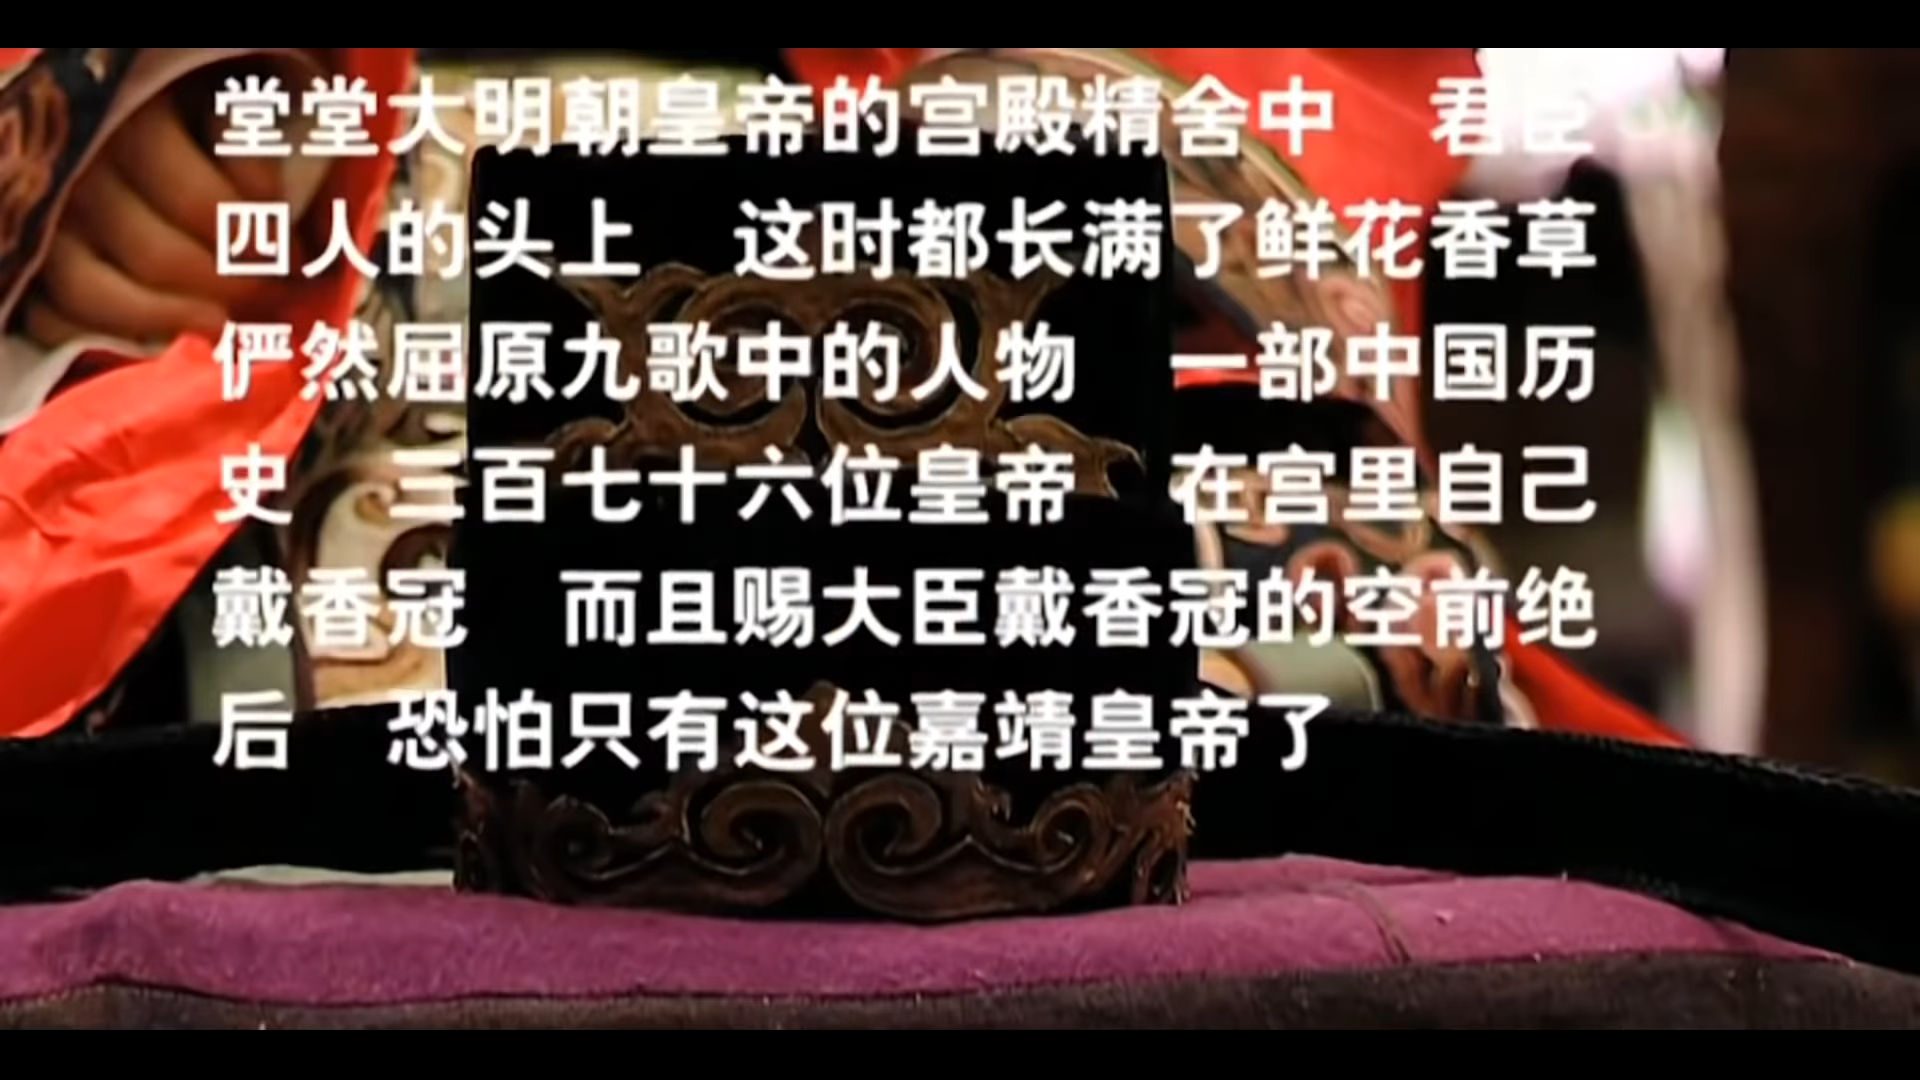 堂堂大明朝皇帝的宫殿精舍中　君臣
四人的头上　这时都长满了鲜花香草
俨然屈原九歌中的人物　一部中国历
史　三百七十六位皇帝　在宫里自己
戴香冠　而且赐大臣戴香冠的空前绝
后　恐怕只有这位嘉靖皇帝了